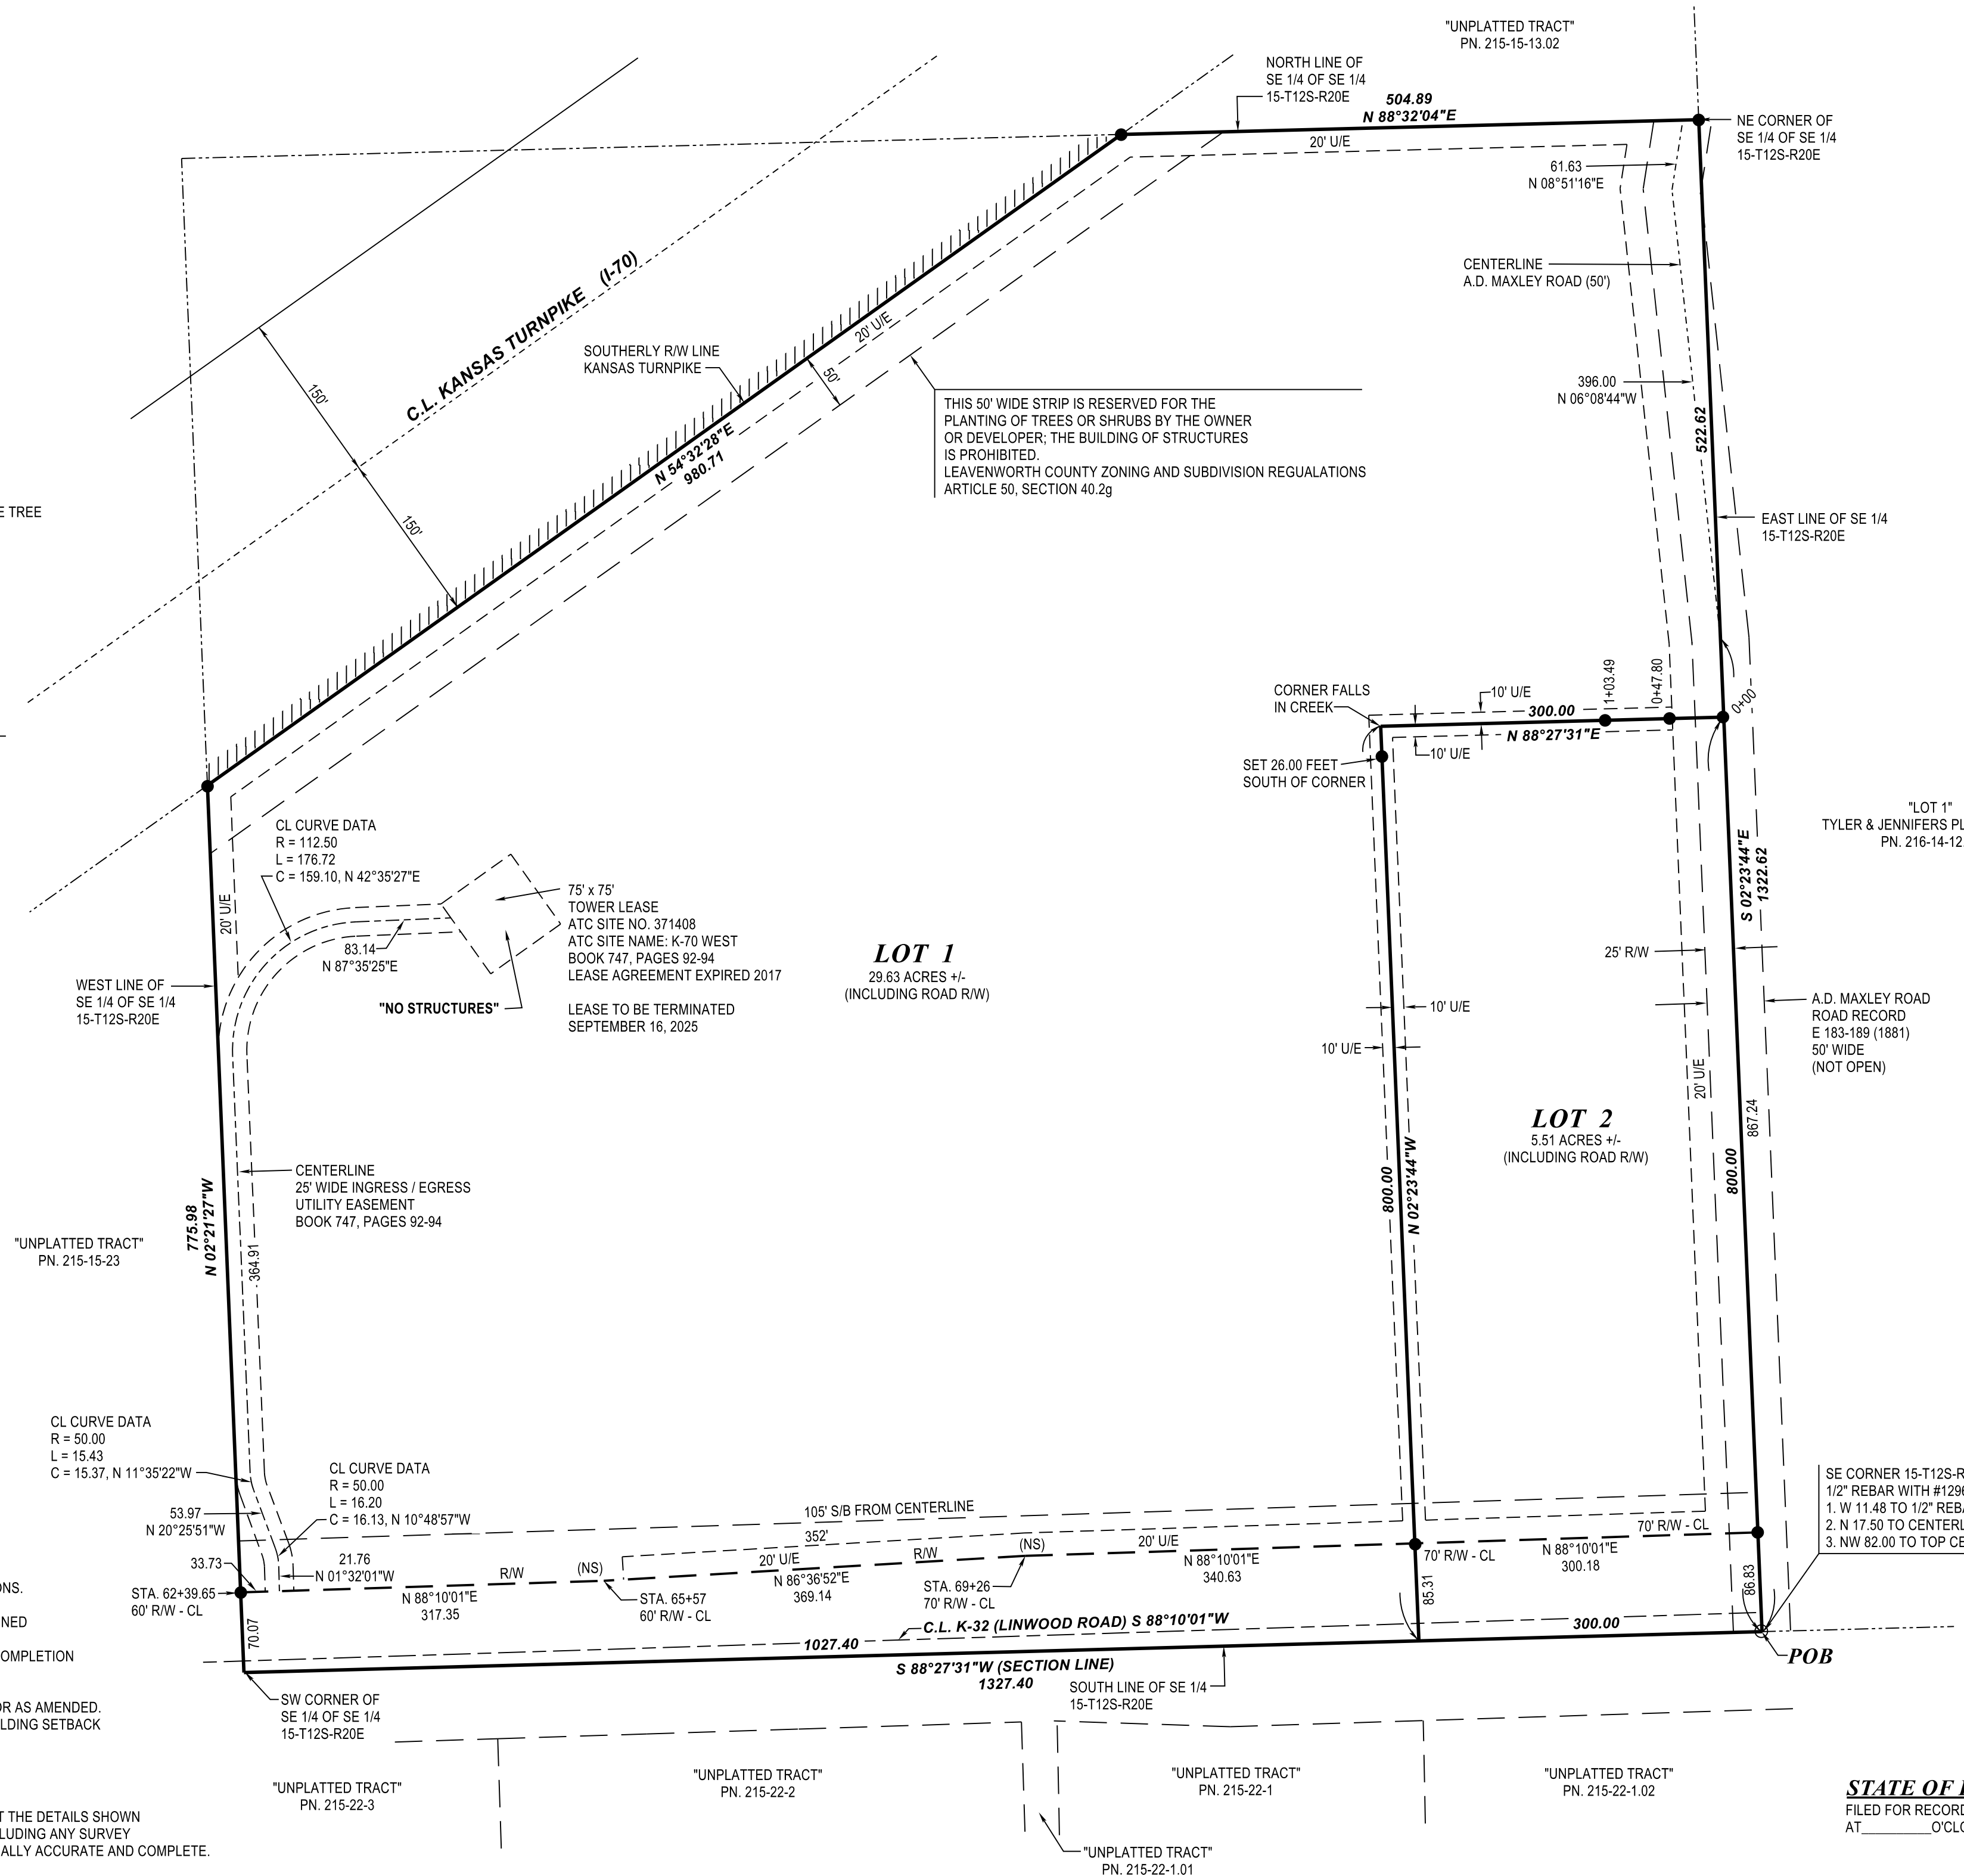 "UNPLATTED TRACT"
PN. 215-15-13.02
NORTH LINE OF
SE 1/4 OF SE 1/4
15-T12S-R20E
504.89
N 88°32'04"E
20' U/E
NE CORNER OF
SE 1/4 OF SE 1/4
15-T12S-R20E
61.63
N 08°51'16"E
CENTERLINE
A.D. MAXLEY ROAD (50')
C.L. KANSAS TURNPIKE (I-70)
150'
150'
SOUTHERLY R/W LINE
KANSAS TURNPIKE
20' U/E
50'
N 54°32'28"E
980.71
THIS 50' WIDE STRIP IS RESERVED FOR THE
PLANTING OF TREES OR SHRUBS BY THE OWNER
OR DEVELOPER; THE BUILDING OF STRUCTURES
IS PROHIBITED.
LEAVENWORTH COUNTY ZONING AND SUBDIVISION REGUALATIONS
ARTICLE 50, SECTION 40.2g
396.00
N 06°08'44"W
522.62
E TREE
EAST LINE OF SE 1/4
15-T12S-R20E
CORNER FALLS
IN CREEK
10' U/E
300.00
1+03.49
0+47.80
0+00
N 88°27'31"E
10' U/E
SET 26.00 FEET
SOUTH OF CORNER
"LOT 1"
TYLER & JENNIFERS PL
PN. 216-14-12
S 02°23'44"E
1322.62
CL CURVE DATA
R = 112.50
L = 176.72
C = 159.10, N 42°35'27"E
20' U/E
83.14
N 87°35'25"E
75' x 75'
TOWER LEASE
ATC SITE NO. 371408
ATC SITE NAME: K-70 WEST
BOOK 747, PAGES 92-94
LEASE AGREEMENT EXPIRED 2017
LEASE TO BE TERMINATED
SEPTEMBER 16, 2025
"NO STRUCTURES"
LOT 1
29.63 ACRES +/-
(INCLUDING ROAD R/W)
WEST LINE OF
SE 1/4 OF SE 1/4
15-T12S-R20E
25' R/W
10' U/E
10' U/E
A.D. MAXLEY ROAD
ROAD RECORD
E 183-189 (1881)
50' WIDE
(NOT OPEN)
20' U/E
867.24
LOT 2
5.51 ACRES +/-
(INCLUDING ROAD R/W)
800.00
N 02°23'44"W
800.00
CENTERLINE
25' WIDE INGRESS / EGRESS
UTILITY EASEMENT
BOOK 747, PAGES 92-94
775.98
N 02°21'27"W
364.91
"UNPLATTED TRACT"
PN. 215-15-23
CL CURVE DATA
R = 50.00
L = 15.43
C = 15.37, N 11°35'22"W
CL CURVE DATA
R = 50.00
L = 16.20
C = 16.13, N 10°48'57"W
53.97
N 20°25'51"W
33.73
21.76
N 01°32'01"W
STA. 62+39.65
60' R/W - CL
70.07
105' S/B FROM CENTERLINE
352'
R/W
(NS)
N 88°10'01"E
317.35
STA. 65+57
60' R/W - CL
20' U/E
N 86°36'52"E
369.14
R/W
(NS)
STA. 69+26
70' R/W - CL
20' U/E
N 88°10'01"E
340.63
70' R/W - CL
85.31
N 88°10'01"E
300.18
70' R/W - CL
86.83
SE CORNER 15-T12S-R
1/2" REBAR WITH #1296
1. W 11.48 TO 1/2" REBA
2. N 17.50 TO CENTERL
3. NW 82.00 TO TOP CE
C.L. K-32 (LINWOOD ROAD) S 88°10'01"W
1027.40
300.00
POB
S 88°27'31"W (SECTION LINE)
1327.40
SOUTH LINE OF SE 1/4
15-T12S-R20E
SW CORNER OF
SE 1/4 OF SE 1/4
15-T12S-R20E
ONS.
NED
OMPLETION
OR AS AMENDED.
LDING SETBACK
"UNPLATTED TRACT"
PN. 215-22-3
"UNPLATTED TRACT"
PN. 215-22-2
"UNPLATTED TRACT"
PN. 215-22-1
"UNPLATTED TRACT"
PN. 215-22-1.02
"UNPLATTED TRACT"
PN. 215-22-1.01
T THE DETAILS SHOWN
LUDING ANY SURVEY
ALLY ACCURATE AND COMPLETE.
STATE OF
FILED FOR RECORD
AT__________O'CLO